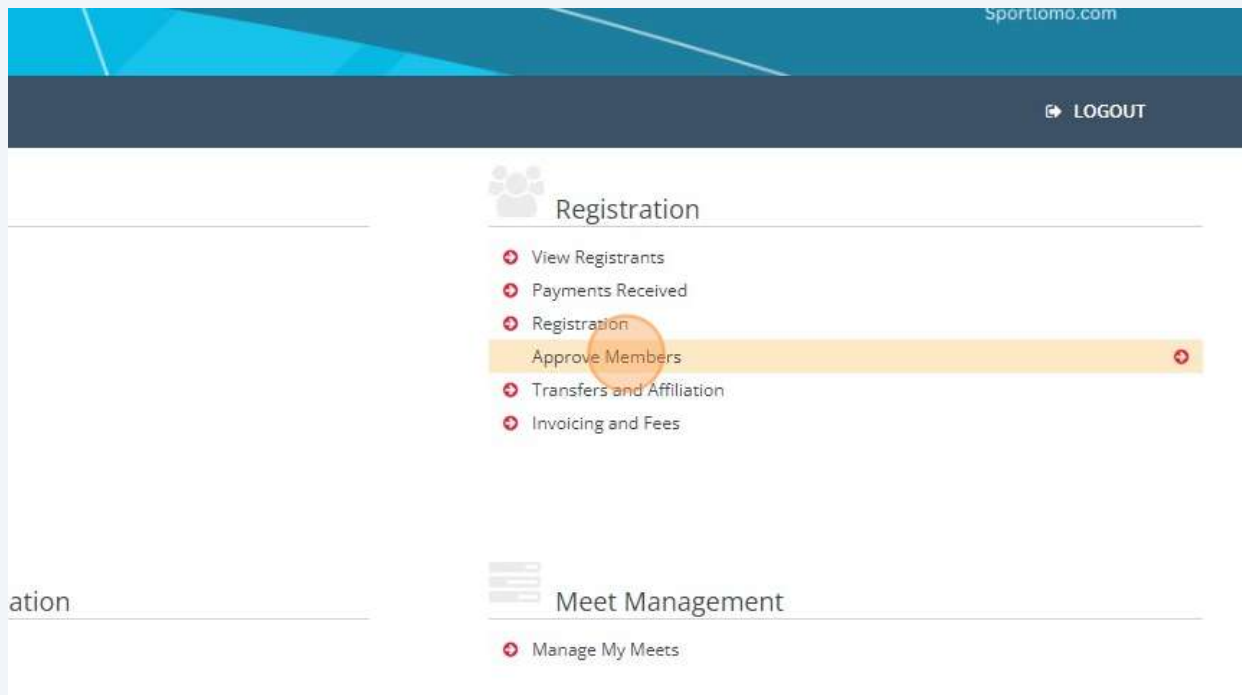 Sportlomo.com
LOGOUT
Registration
View Registrants
Payments Received
Registration
Approve Members
Transfers and Affiliation
Invoicing and Fees
ation
Meet Management
Manage My Meets